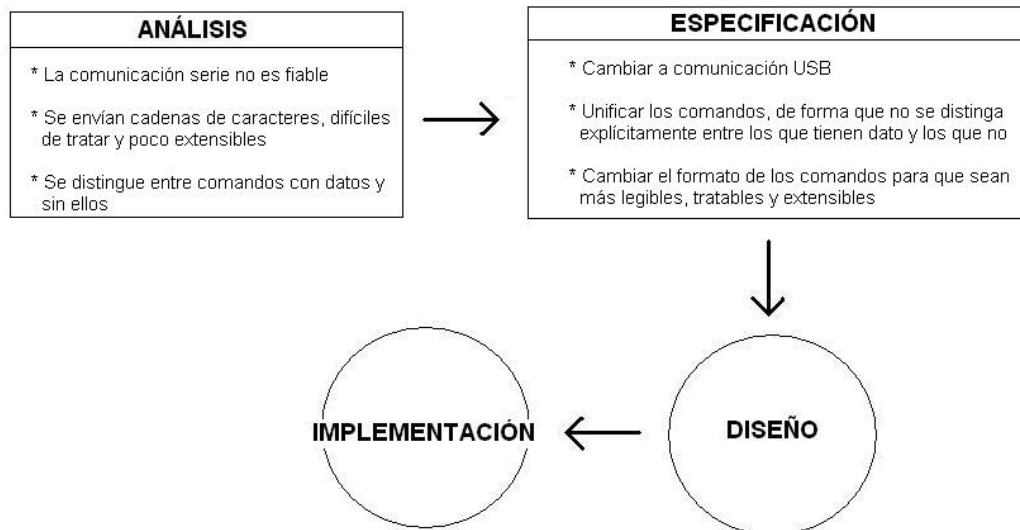 ANÁLISIS
* La comunicación serie no es fiable
* Se envían cadenas de caracteres, difíciles
de tratar y poco extensibles
* Se distingue entre comandos con datos y
sin ellos
ESPECIFICACIÓN
* Cambiar a comunicación USB
* Unificar los comandos, de forma que no se distinga
explícitamente entre los que tienen dato y los que no
* Cambiar el formato de los comandos para que sean
más legibles, tratables y extensibles
IMPLEMENTACIÓN
DISEÑO